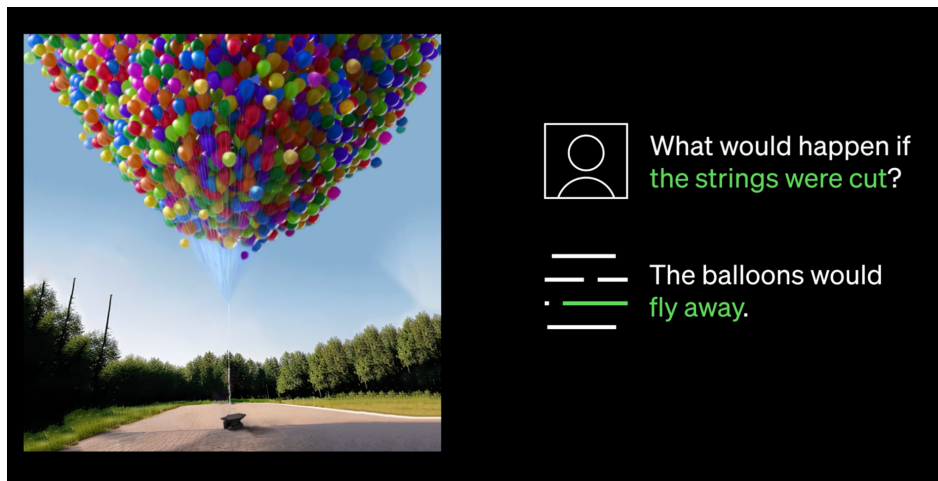 What would happen if
the strings were cut?
The balloons would
fly away.